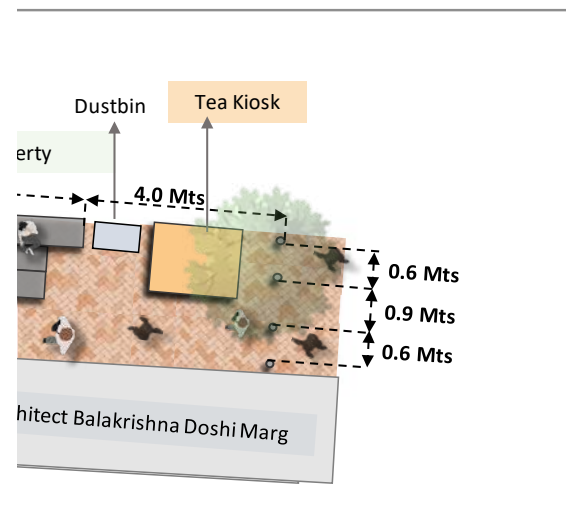 Dustbin
Tea Kiosk
erty
4.0 Mts
0.6 Mts
0.9 Mts
0.6 Mts
hitect Balakrishna Doshi Marg